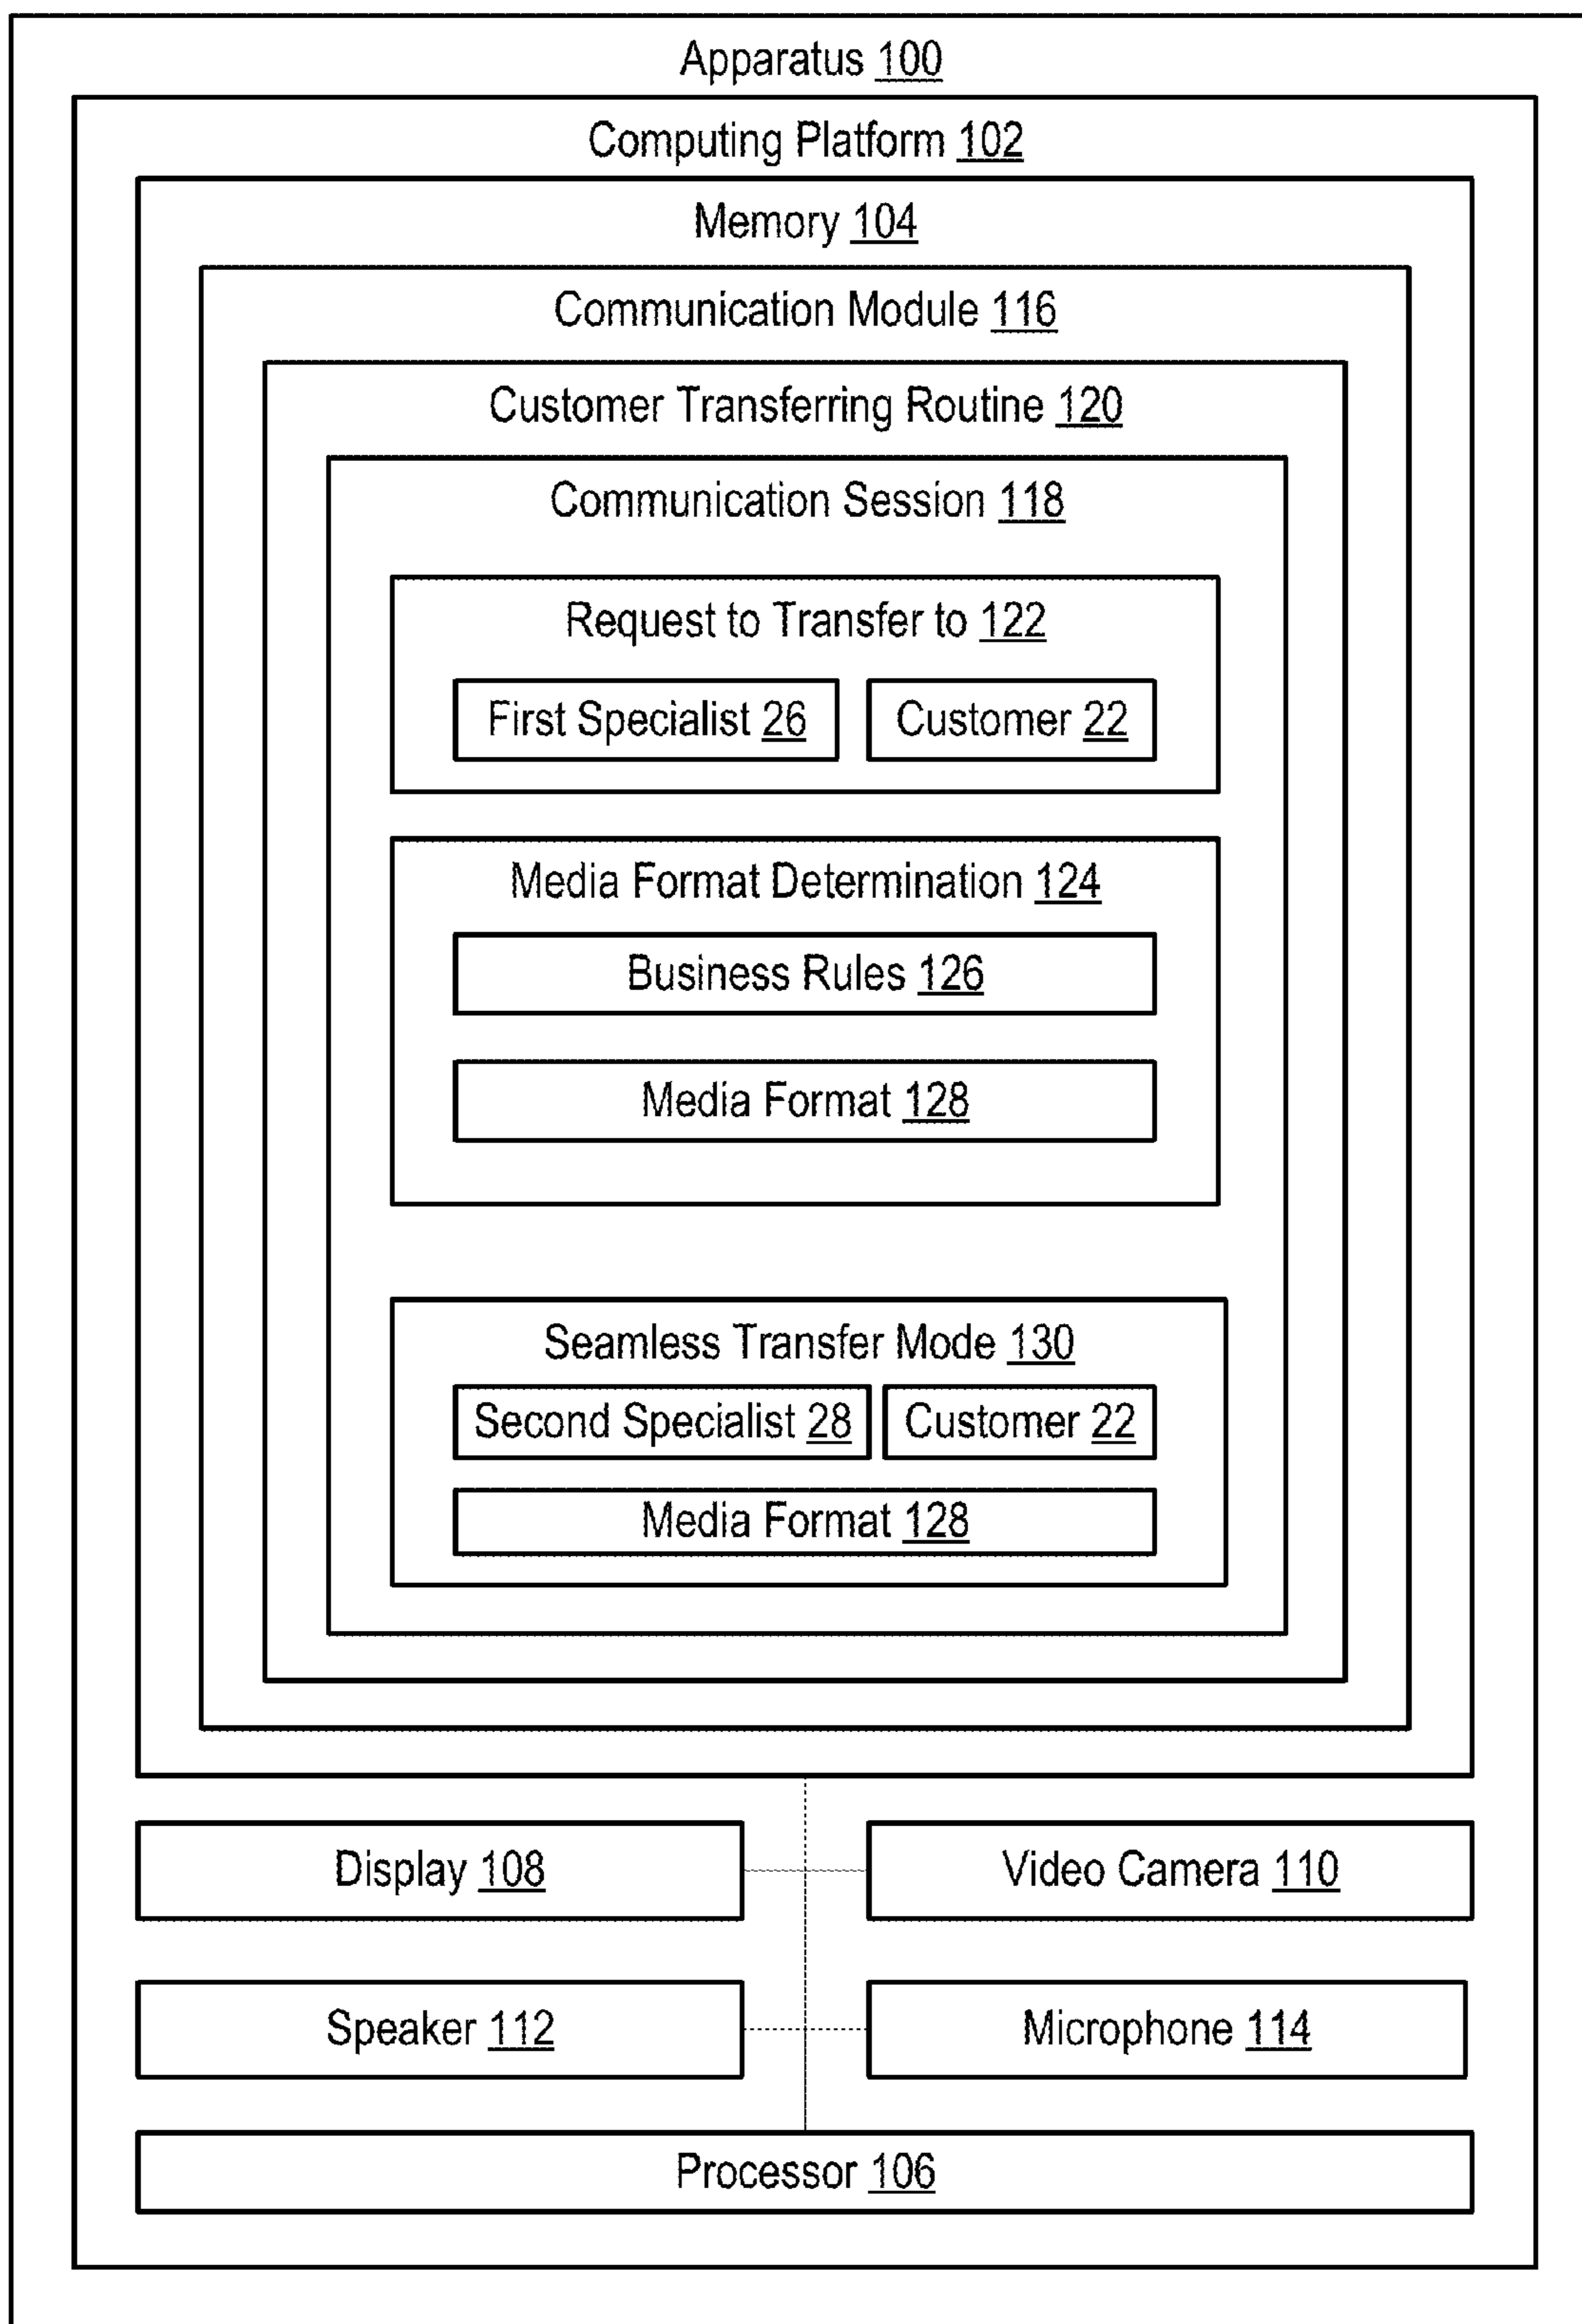 Apparatus 100
Computing Platform 102
Memory 104
Communication Module 116
Customer Transferring Routine 120
Communication Session 118
Request to Transfer to 122
First Specialist 26 Customer 22
Media Format Determination 124
Business Rules 126
Media Format 128
Seamless Transfer Mode 130
Second Specialist 28 Customer 22
Media Format 128
Display 108 Video Camera 110
Speaker 112 Microphone 114
Processor 106